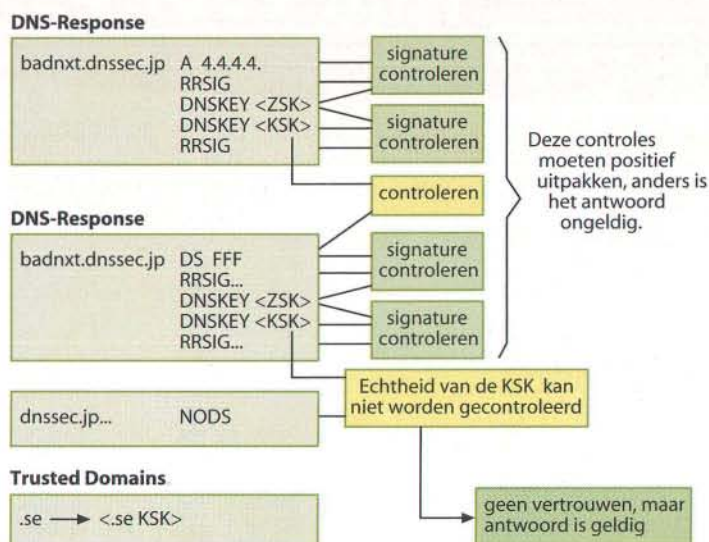 DNS-Response
badnxt.dnssec.jp A 4.4.4.4.
RRSIG
DNSKEY <ZSK>
DNSKEY <KSK>
RRSIG
signature
controleren
signature
controleren
controleren
Deze controles
moeten positief
uitpakken, anders is
het antwoord
ongeldig.
DNS-Response
badnxt.dnssec.jp DS FFF
RRSIG...
DNSKEY <ZSK>
DNSKEY <KSK>
RRSIG...
signature
controleren
signature
controleren
Echtheid van de KSK kan
niet worden gecontroleerd
dnssec.jp... NODS
Trusted Domains
.se → <.se KSK>
geen vertrouwen, maar
antwoord is geldig